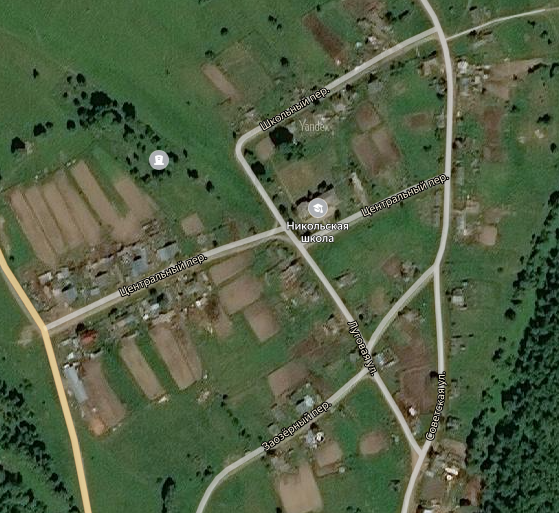 Школьный пер.
Yandex
Центральный пер.
Никольская
школа
Центральный пер.
Луговая ул.
Заозёрный пер.
Советская ул.